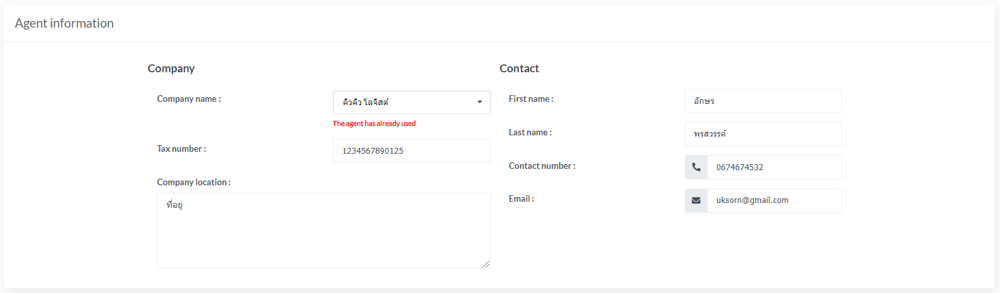 Agent information
Company
Company name :
คิวคิว โลจิสต์
The agent has already used
Tax number :
1234567890125
Company location :
ที่อยู่
Contact
First name :
อักษร
Last name :
พรสวรรค์
Contact number :
0674674532
Email :
uksorn@gmail.com